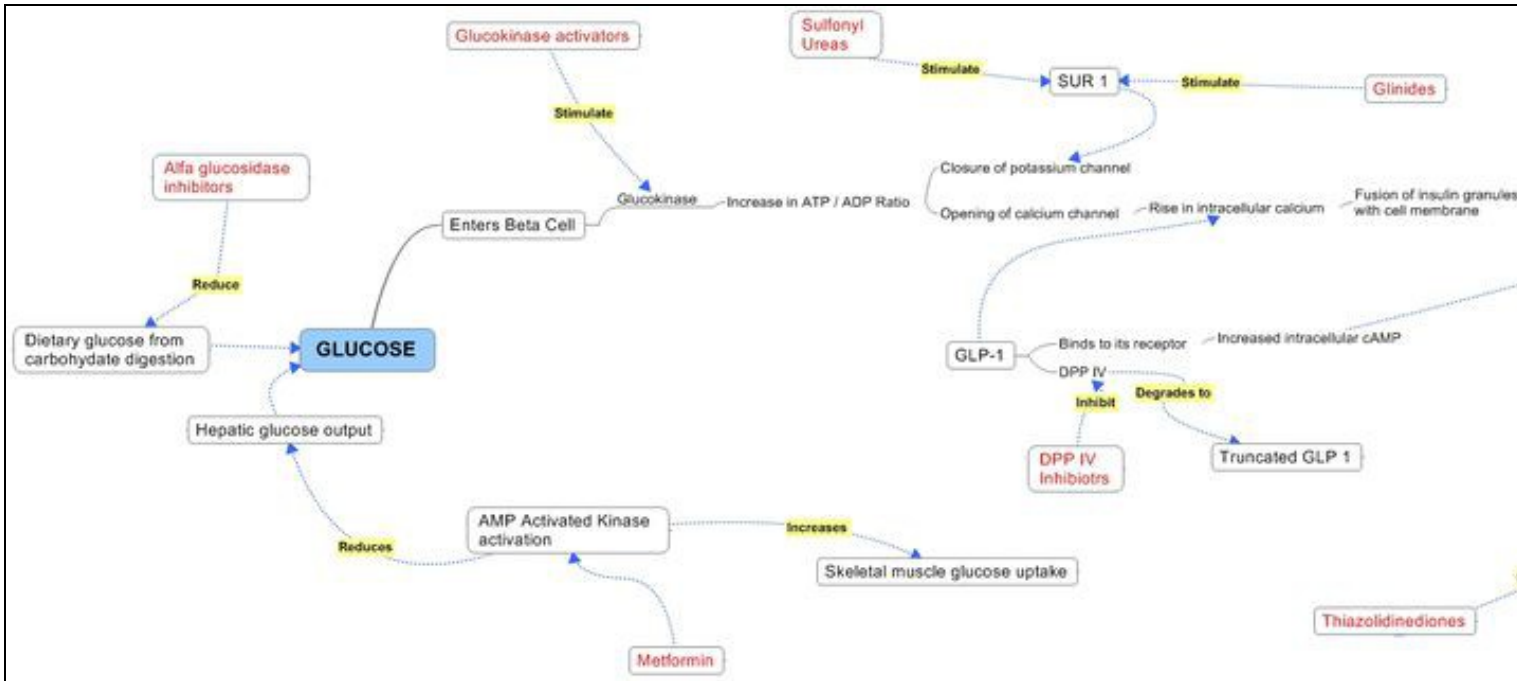 Glucokinase activators
Sulfonyl
Ureas
Stimulate
SUR 1
Stimulate
Glinides
Stimulate
Alfa glucosidase
inhibitors
Closure of potassium channel
Glucokinase
Increase in ATP / ADP Ratio
Enters Beta Cell
Opening of calcium channel
Rise in intracellular calcium
Fusion of insulin granules
with cell membrane
Reduce
Dietary glucose from
carbohydate digestion
GLUCOSE
GLP-1
Binds to its receptor
Increased intracellular cAMP
DPP IV
Inhibit
Degrades to
Hepatic glucose output
DPP IV
Inhibiotrs
Truncated GLP 1
AMP Activated Kinase
activation
Reduces
Increases
Skeletal muscle glucose uptake
Thiazolidinediones
Metformin